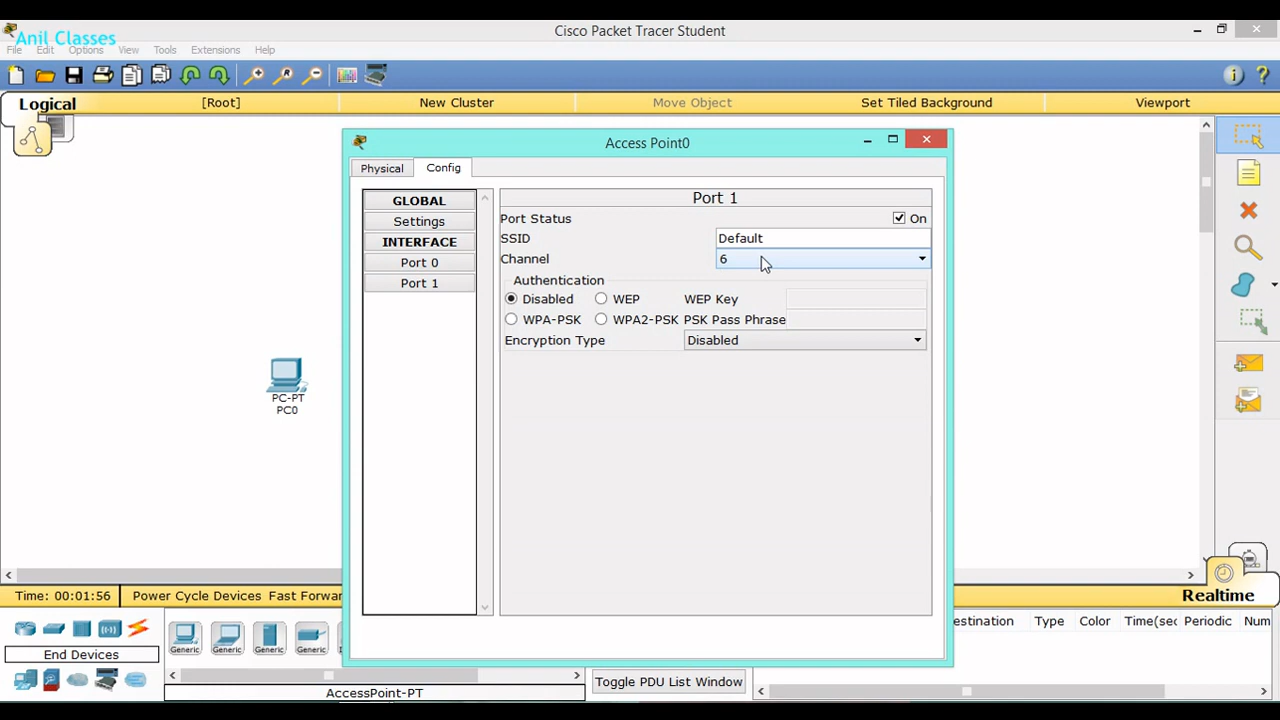 Cisco Packet Tracer Student
Anil Classes
File Edit Options View Tools Extensions Help
Logical [Root] New Cluster Move Object Set Tiled Background Viewport
Access Point0
Physical Config
GLOBAL
Settings
INTERFACE
Port 0
Port 1
Port 1
Port Status On
SSID Default
Channel 6
Authentication
Disabled WEP WEP Key
WPA-PSK WPA2-PSK PSK Pass Phrase
Encryption Type Disabled
PC-PT
PC0
Time: 00:01:56 Power Cycle Devices Fast Forwar
Realtime
Generic Generic Generic Generic
End Devices
AccessPoint-PT
Toggle PDU List Window
estination Type Color Time(sec Periodic Num